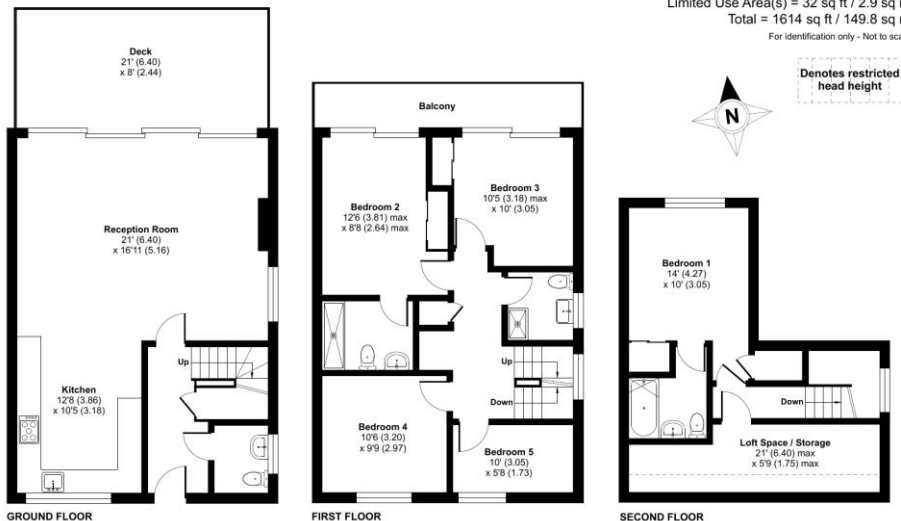 Limited Use Area(s) = 32 sq ft / 2.9 sq
Total = 1614 sq ft / 149.8 sq
For identification only - Not to
Denotes restricted
head height
N
Deck
21' (6.40)
x 8' (2.44)
Reception Room
21' (6.40)
x 16'11 (5.16)
Up
Kitchen
12'8 (3.86)
x 10'5 (3.18)
GROUND FLOOR
Balcony
Bedroom 2
12'6 (3.81) max
x 8'8 (2.64) max
Bedroom 3
10'5 (3.18) max
x 10' (3.05)
Up
Down
Bedroom 4
10'6 (3.20)
x 9'9 (2.97)
Bedroom 5
10' (3.05)
x 5'8 (1.73)
FIRST FLOOR
Bedroom 1
14' (4.27)
x 10' (3.05)
Down
Loft Space / Storage
21' (6.40) max
x 5'9 (1.75) max
SECOND FLOOR